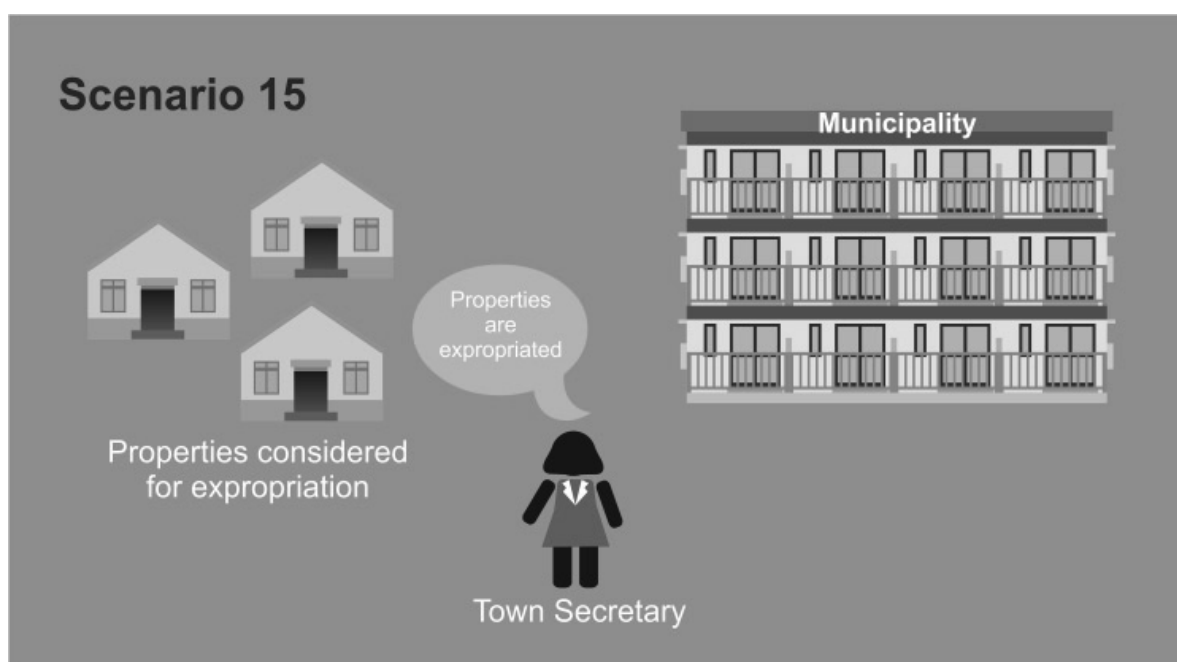 Scenario 15
Municipality
Properties
are
expropriated
Properties considered
for expropriation
Town Secretary